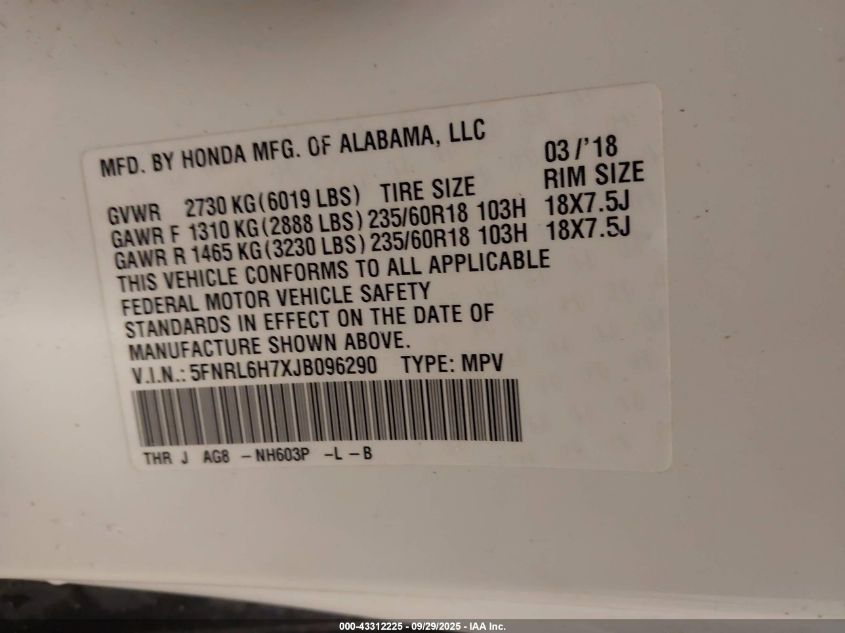 MFD. BY HONDA MFG. OF ALABAMA, LLC 03/'18
GVWR 2730 KG(6019 LBS) TIRE SIZE RIM SIZE
GAWR F 1310 KG(2888 LBS) 235/60R18 103H 18X7.5J
GAWR R 1465 KG(3230 LBS) 235/60R18 103H 18X7.5J
THIS VEHICLE CONFORMS TO ALL APPLICABLE
FEDERAL MOTOR VEHICLE SAFETY
STANDARDS IN EFFECT ON THE DATE OF
MANUFACTURE SHOWN ABOVE.
V.I.N.: 5FNRL6H7XJB096290 TYPE: MPV
THR J AG8 -NH603P -L -B
000-43312225 - 09/29/2025 - IAA Inc.